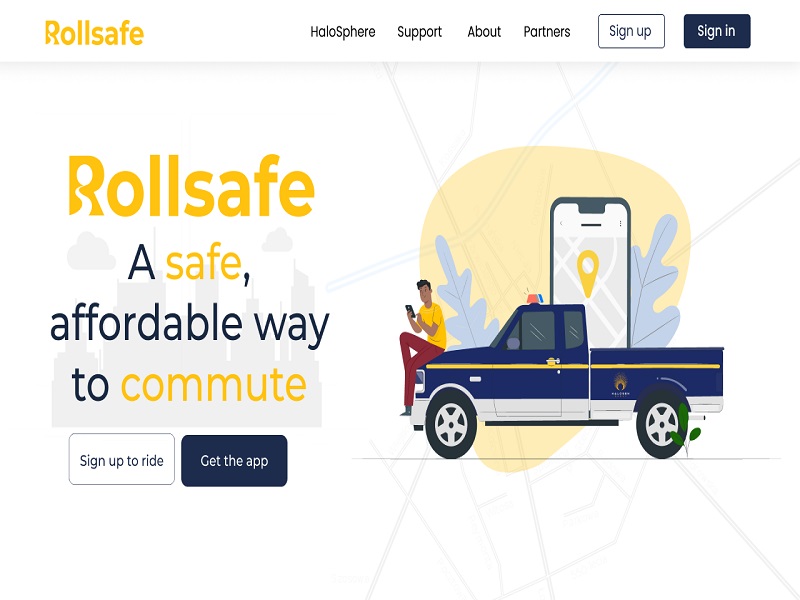 Rollsafe
HaloSphere
Support
About
Partners
Sign up
Sign in
Rollsafe
A safe,
affordable way
to commute
Sign up to ride
Get the app